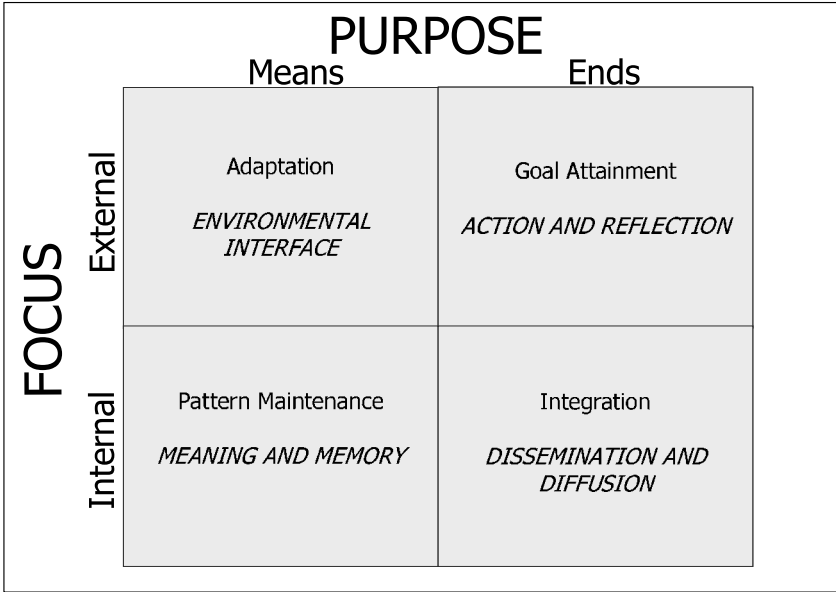 PURPOSE
Means
Ends
FOCUS
External
Adaptation
ENVIRONMENTAL
INTERFACE
Goal Attainment
ACTION AND REFLECTION
Internal
Pattern Maintenance
MEANING AND MEMORY
Integration
DISSEMINATION AND
DIFFUSION